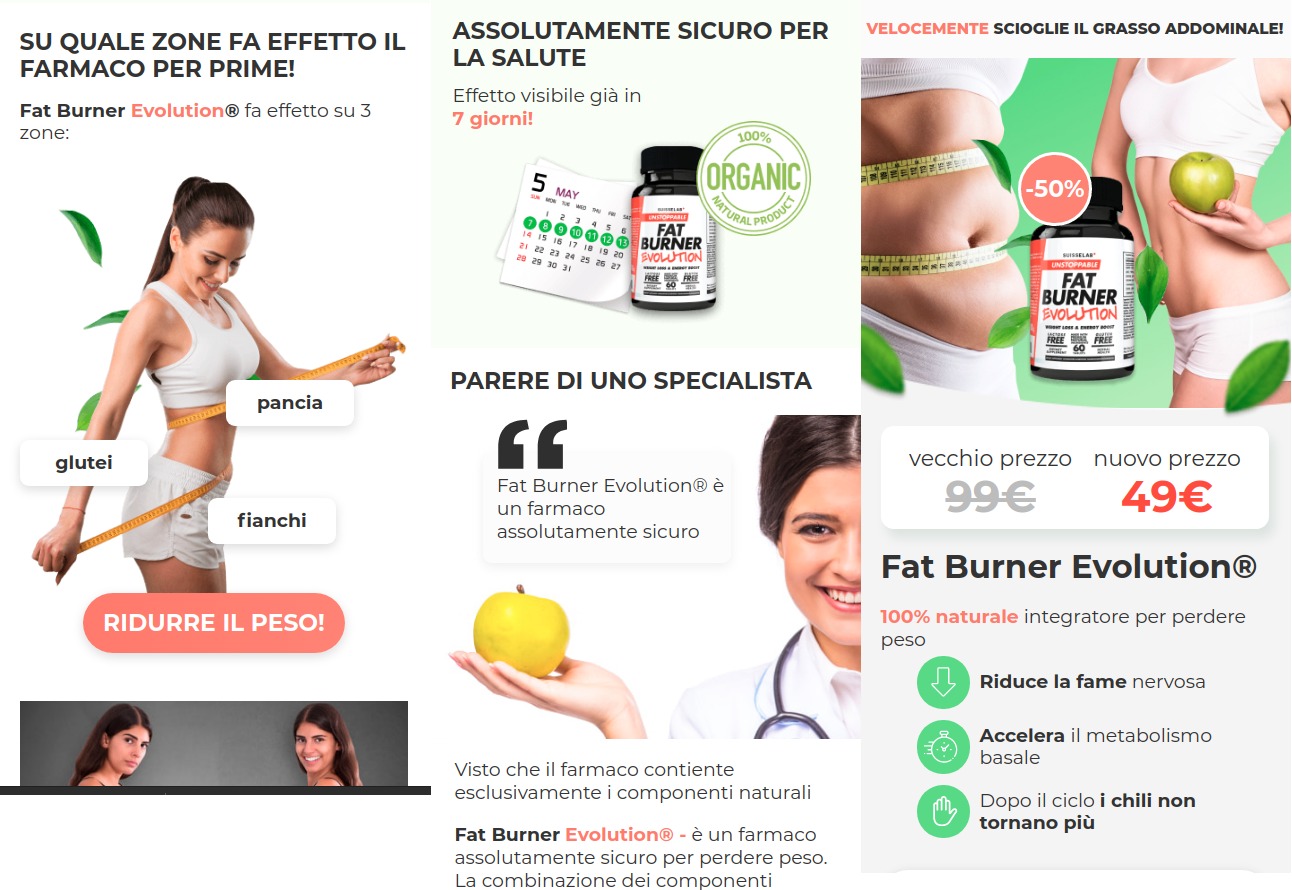 SU QUALE ZONE FA EFFETTO IL
FARMACO PER PRIME!
Fat Burner Evolution® fa effetto su 3
zone:
pancia
glutei
fianchi
RIDURRE IL PESO!
ASSOLUTAMENTE SICURO PER
LA SALUTE
Effetto visibile già in
7 giorni!
5 MAY
SUN MON TUE WED THU FRI SAT
1 2 3 4 5 6
7 8 9 10 11 12 13
14 15 16 17 18 19 20
21 22 23 24 25 26 27
28 29 30 31
SUISSELAB®
UNSTOPPABLE
FAT
BURNER
EVOLUTION
WEIGHT LOSS & ENERGY BOOST
LACTOSE
FREE
GLUTEN
FREE
60
100%
ORGANIC
NATURAL PRODUCT
PARERE DI UNO SPECIALISTA
“
Fat Burner Evolution® è
un farmaco
assolutamente sicuro
Visto che il farmaco contiente
esclusivamente i componenti naturali
Fat Burner Evolution® - è un farmaco
assolutamente sicuro per perdere peso.
La combinazione dei componenti
VELOCEMENTE SCIOGLIE IL GRASSO ADDOMINALE!
-50%
SUISSELAB®
UNSTOPPABLE
FAT
BURNER
EVOLUTION
WEIGHT LOSS & ENERGY BOOST
LACTOSE
FREE
GLUTEN
FREE
60
vecchio prezzo nuovo prezzo
99€ 49€
Fat Burner Evolution®
100% naturale integratore per perdere
peso
Riduce la fame nervosa
Accelera il metabolismo
basale
Dopo il ciclo i chili non
tornano più